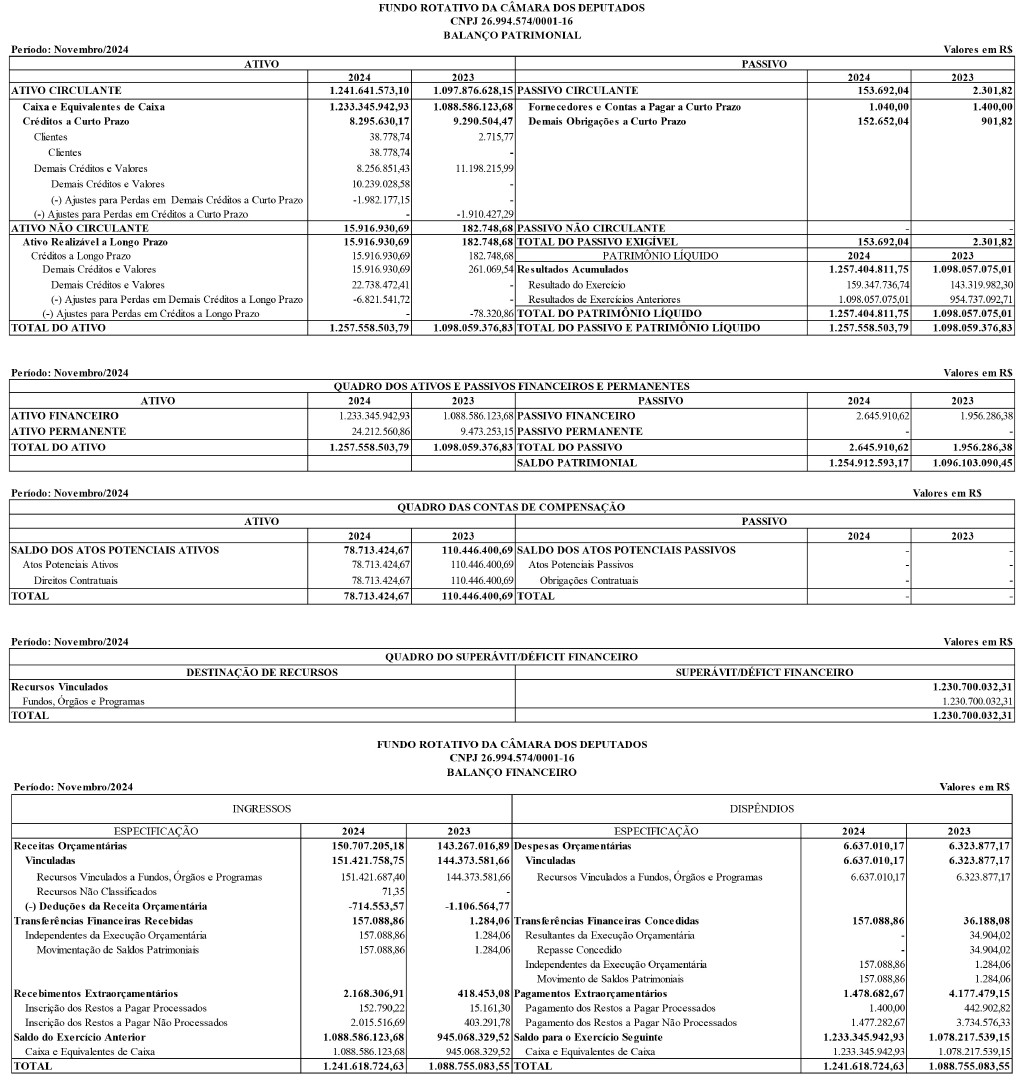 FUNDO ROTATIVO DA CÂMARA DOS DEPUTADOS
CNPJ 26.994.574/0001-16
BALANÇO PATRIMONIAL
Período: Novembro/2024 Valores em R$
ATIVO PASSIVO
2024 2023 2024 2023
ATIVO CIRCULANTE 1.241.641.573,10 1.097.876.628,15 PASSIVO CIRCULANTE 153.692,04 2.301,82
Caixa e Equivalentes de Caixa 1.233.345.942,93 1.088.586.123,68 Fornecedores e Contas a Pagar a Curto Prazo 1.040,00 1.400,00
Créditos a Curto Prazo 8.295.630,17 9.290.504,47 Demais Obrigações a Curto Prazo 152.652,04 901,82
Clientes 38.778,74 2.715,77
Clientes 38.778,74 -
Demais Créditos e Valores 8.256.851,43 11.198.215,99
Demais Créditos e Valores 10.239.028,58 -
(-) Ajustes para Perdas em Demais Créditos a Curto Prazo -1.982.177,15 -
(-) Ajustes para Perdas em Créditos a Curto Prazo - -1.910.427,29
ATIVO NÃO CIRCULANTE 15.916.930,69 182.748,68 PASSIVO NÃO CIRCULANTE - -
Ativo Realizável a Longo Prazo 15.916.930,69 182.748,68 TOTAL DO PASSIVO EXIGÍVEL 153.692,04 2.301,82
Créditos a Longo Prazo 15.916.930,69 182.748,68 PATRIMÔNIO LÍQUIDO 2024 2023
Demais Créditos e Valores 15.916.930,69 261.069,54 Resultados Acumulados 1.257.404.811,75 1.098.057.075,01
Demais Créditos e Valores 22.738.472,41 - Resultado do Exercício 159.347.736,74 143.319.982,30
(-) Ajustes para Perdas em Demais Créditos a Longo Prazo -6.821.541,72 - Resultados de Exercícios Anteriores 1.098.057.075,01 954.737.092,71
(-) Ajustes para Perdas em Créditos a Longo Prazo - -78.320,86 TOTAL DO PATRIMÔNIO LÍQUIDO 1.257.404.811,75 1.098.057.075,01
TOTAL DO ATIVO 1.257.558.503,79 1.098.059.376,83 TOTAL DO PASSIVO E PATRIMÔNIO LÍQUIDO 1.257.558.503,79 1.098.059.376,83
Período: Novembro/2024 Valores em R$
QUADRO DOS ATIVOS E PASSIVOS FINANCEIROS E PERMANENTES
ATIVO 2024 2023 PASSIVO 2024 2023
ATIVO FINANCEIRO 1.233.345.942,93 1.088.586.123,68 PASSIVO FINANCEIRO 2.645.910,62 1.956.286,38
ATIVO PERMANENTE 24.212.560,86 9.473.253,15 PASSIVO PERMANENTE - -
TOTAL DO ATIVO 1.257.558.503,79 1.098.059.376,83 TOTAL DO PASSIVO 2.645.910,62 1.956.286,38
SALDO PATRIMONIAL 1.254.912.593,17 1.096.103.090,45
Período: Novembro/2024 Valores em R$
QUADRO DAS CONTAS DE COMPENSAÇÃO
ATIVO PASSIVO
2024 2023 2024 2023
SALDO DOS ATOS POTENCIAIS ATIVOS 78.713.424,67 110.446.400,69 SALDO DOS ATOS POTENCIAIS PASSIVOS - -
Atos Potenciais Ativos 78.713.424,67 110.446.400,69 Atos Potenciais Passivos - -
Direitos Contratuais 78.713.424,67 110.446.400,69 Obrigações Contratuais - -
TOTAL 78.713.424,67 110.446.400,69 TOTAL - -
Período: Novembro/2024 Valores em R$
QUADRO DO SUPERÁVIT/DÉFICIT FINANCEIRO
DESTINAÇÃO DE RECURSOS SUPERÁVIT/DÉFICT FINANCEIRO
Recursos Vinculados 1.230.700.032,31
Fundos, Órgãos e Programas 1.230.700.032,31
TOTAL 1.230.700.032,31
FUNDO ROTATIVO DA CÂMARA DOS DEPUTADOS
CNPJ 26.994.574/0001-16
BALANÇO FINANCEIRO
Período: Novembro/2024 Valores em R$
INGRESSOS DISPÊNDIOS
ESPECIFICAÇÃO 2024 2023 ESPECIFICAÇÃO 2024 2023
Receitas Orçamentárias 150.707.205,18 143.267.016,89 Despesas Orçamentárias 6.637.010,17 6.323.877,17
Vinculadas 151.421.758,75 144.373.581,66 Vinculadas 6.637.010,17 6.323.877,17
Recursos Vinculados a Fundos, Órgãos e Programas 151.421.687,40 144.373.581,66 Recursos Vinculados a Fundos, Órgãos e Programas 6.637.010,17 6.323.877,17
Recursos Não Classificados 71,35 -
(-) Deduções da Receita Orçamentária -714.553,57 -1.106.564,77
Transferências Financeiras Recebidas 157.088,86 1.284,06 Transferências Financeiras Concedidas 157.088,86 36.188,08
Independentes da Execução Orçamentária 157.088,86 1.284,06 Resultantes da Execução Orçamentária - 34.904,02
Movimentação de Saldos Patrimoniais 157.088,86 1.284,06 Repasse Concedido - 34.904,02
Independentes da Execução Orçamentária 157.088,86 1.284,06
Movimento de Saldos Patrimoniais 157.088,86 1.284,06
Recebimentos Extraorçamentários 2.168.306,91 418.453,08 Pagamentos Extraorçamentários 1.478.682,67 4.177.479,15
Inscrição dos Restos a Pagar Processados 152.790,22 15.161,30 Pagamento dos Restos a Pagar Processados 1.400,00 442.902,82
Inscrição dos Restos a Pagar Não Processados 2.015.516,69 403.291,78 Pagamento dos Restos a Pagar Não Processados 1.477.282,67 3.734.576,33
Saldo do Exercício Anterior 1.088.586.123,68 945.068.329,52 Saldo para o Exercício Seguinte 1.233.345.942,93 1.078.217.539,15
Caixa e Equivalentes de Caixa 1.088.586.123,68 945.068.329,52 Caixa e Equivalentes de Caixa 1.233.345.942,93 1.078.217.539,15
TOTAL 1.241.618.724,63 1.088.755.083,55 TOTAL 1.241.618.724,63 1.088.755.083,55